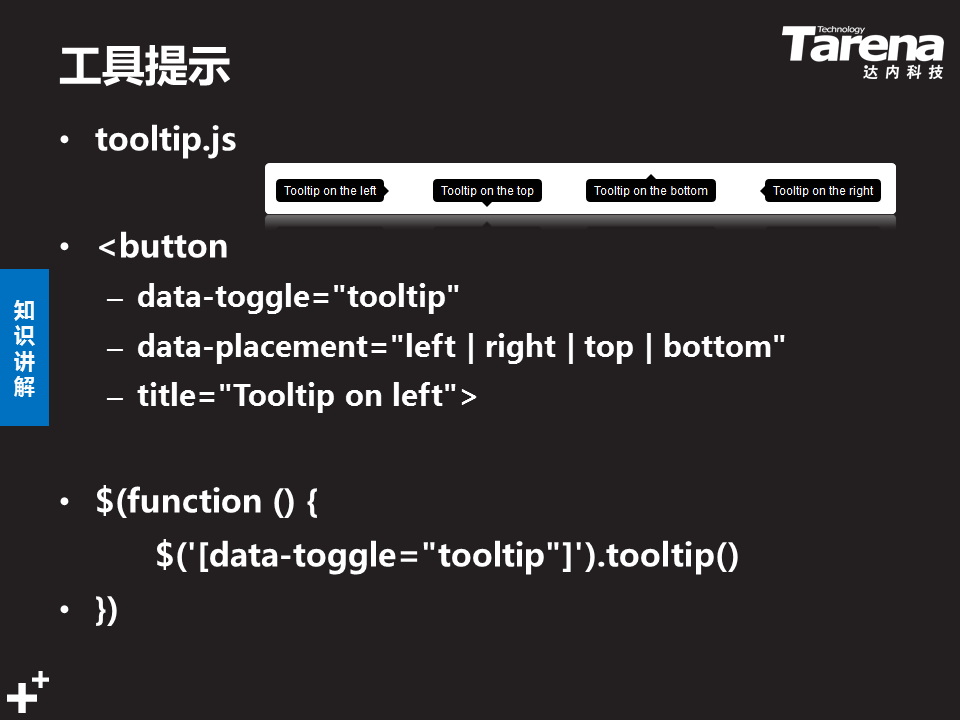 工具提示
Technology
Tarena
达内科技
• tooltip.js
Tooltip on the left
Tooltip on the top
Tooltip on the bottom
Tooltip on the right
• <button
– data-toggle="tooltip"
– data-placement="left | right | top | bottom"
– title="Tooltip on left">
知识讲解
• $(function () {
$('[data-toggle="tooltip"]').tooltip()
• })